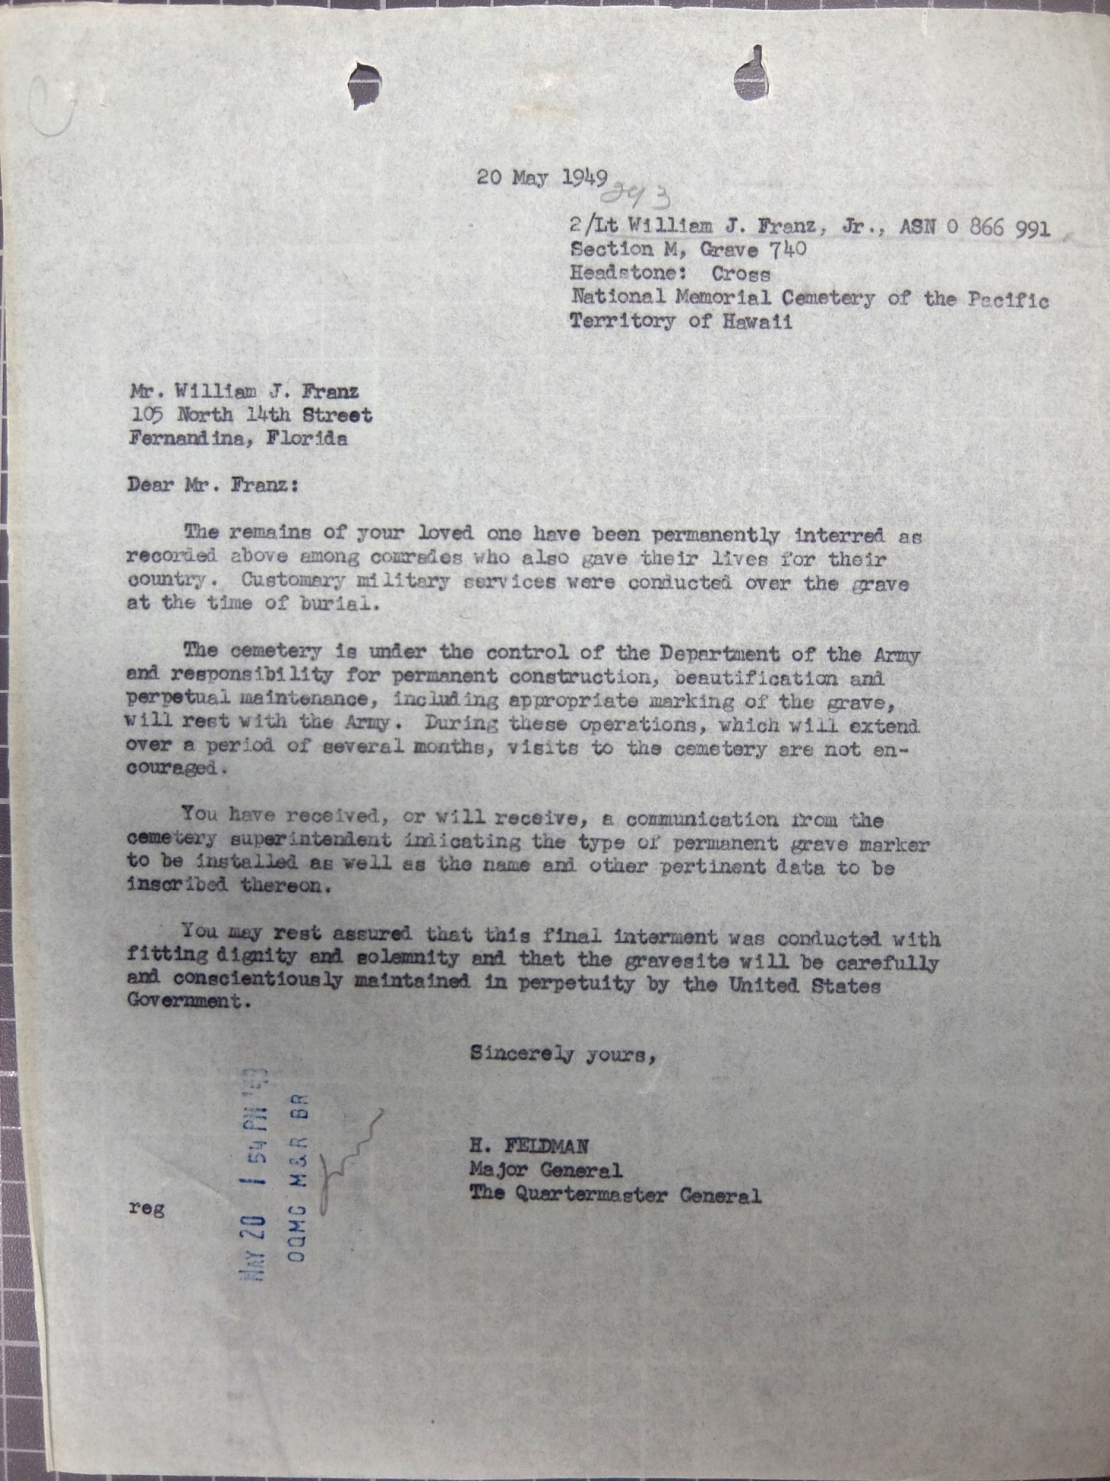 20 May 1949
293
2/Lt William J. Franz, Jr., ASN 0 866 991
Section M, Grave 740
Headstone: Cross
National Memorial Cemetery of the Pacific
Territory of Hawaii
Mr. William J. Franz
105 North 14th Street
Fernandina, Florida
Dear Mr. Franz:
The remains of your loved one have been permanently interred as
recorded above among comrades who also gave their lives for their
country. Customary military services were conducted over the grave
at the time of burial.
The cemetery is under the control of the Department of the Army
and responsibility for permanent construction, beautification and
perpetual maintenance, including appropriate marking of the grave,
will rest with the Army. During these operations, which will extend
over a period of several months, visits to the cemetery are not en-
couraged.
You have received, or will receive, a communication from the
cemetery superintendent indicating the type of permanent grave marker
to be installed as well as the name and other pertinent data to be
inscribed thereon.
You may rest assured that this final interment was conducted with
fitting dignity and solemnity and that the gravesite will be carefully
and conscientiously maintained in perpetuity by the United States
Government.
Sincerely yours,
H. FELDMAN
Major General
The Quartermaster General
reg
MAY 20 1 54 PM
OQMG M&R BR